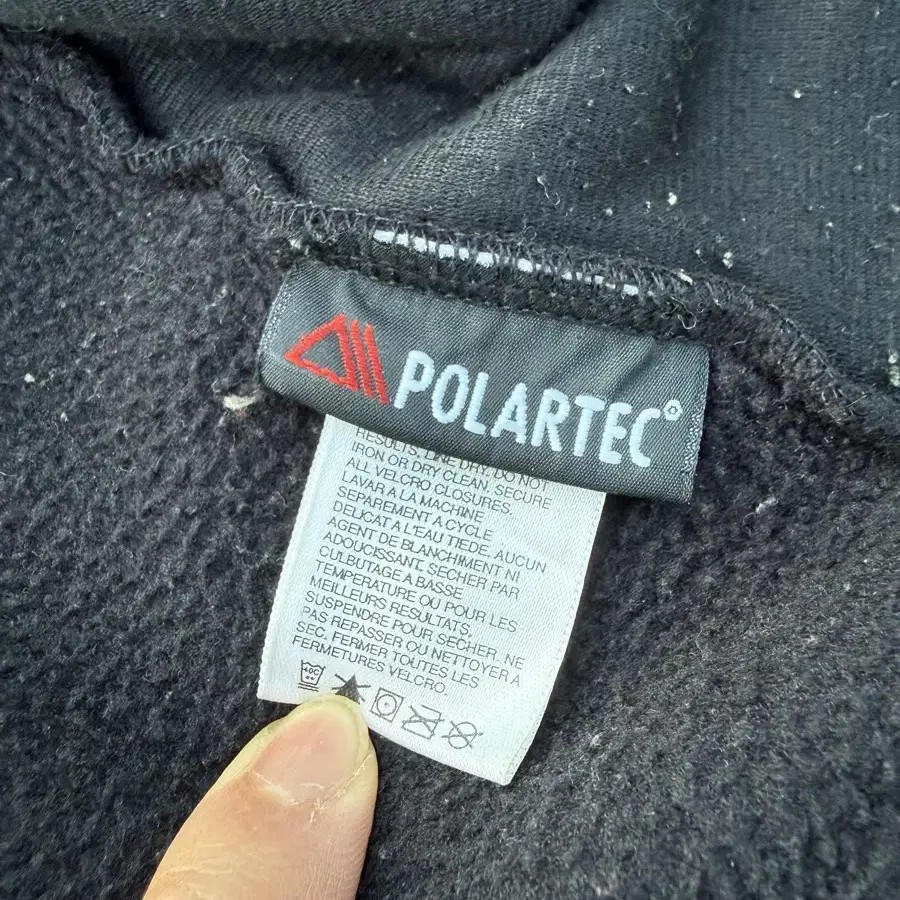 POLARTEC®
RESULTS, LINE DRY. DO NOT
IRON OR DRY CLEAN, SECURE
ALL VELCRO CLOSURES.
LAVAR A LA MACHINE
SEPAREMENT A CYCLE
DELICAT A L'EAU TIEDE. AUCUN
AGENT DE BLANCHIMENT NI
ADOUCISSANT. SECHER PAR
CULBUTAGE A BASSE
TEMPERATURE OU POUR LES
MEILLEURS RESULTATS,
SUSPENDRE POUR SECHER. NE
PAS REPASSER OU NETTOYER A
SEC. FERMER TOUTES LES
FERMETURES VELCRO.
40C